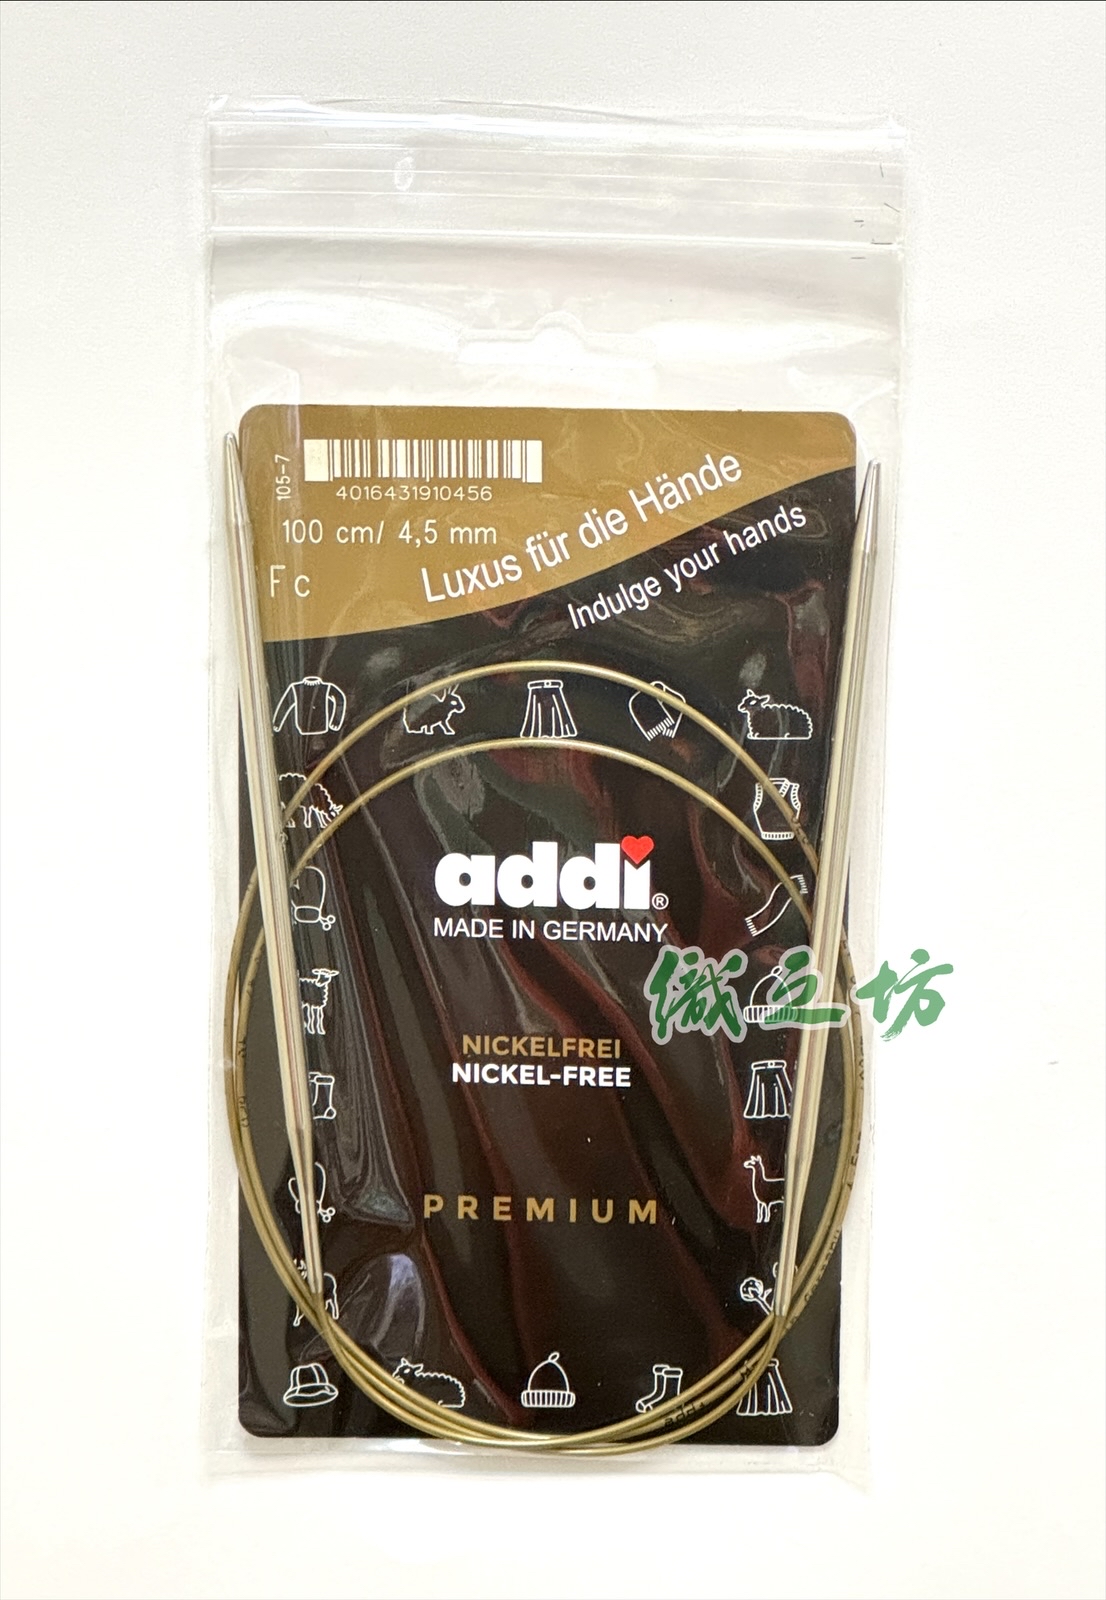 105-7
4016431910456
100 cm/ 4,5 mm
Fc
Luxus für die Hände
Indulge your hands
addi®
MADE IN GERMANY
織立坊
NICKELFREI
NICKEL-FREE
PREMIUM
addi